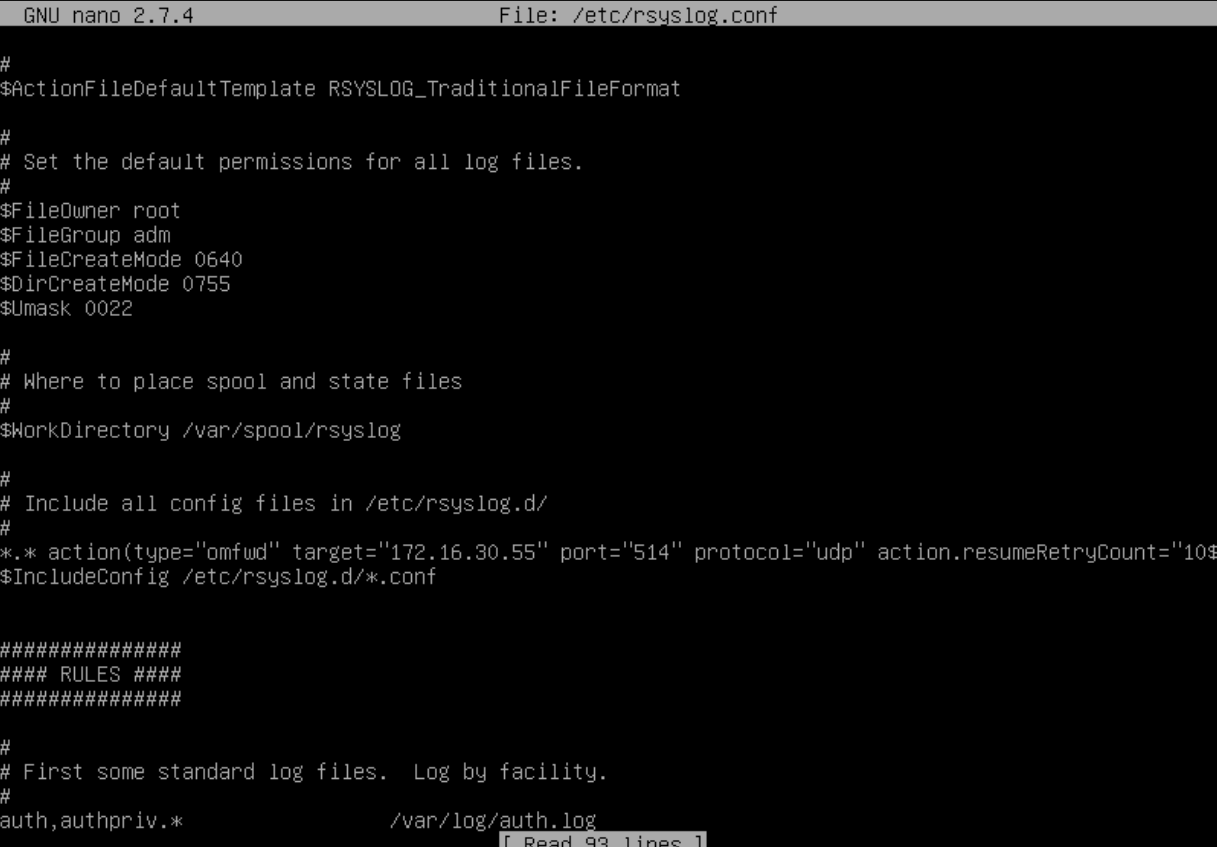 GNU nano 2.7.4 File: /etc/rsyslog.conf
#
$ActionFileDefaultTemplate RSYSLOG_TraditionalFileFormat
#
# Set the default permissions for all log files.
#
$FileOwner root
$FileGroup adm
$FileCreateMode 0640
$DirCreateMode 0755
$Umask 0022
#
# Where to place spool and state files
#
$WorkDirectory /var/spool/rsyslog
#
# Include all config files in /etc/rsyslog.d/
#
*.* action(type="omfwd" target="172.16.30.55" port="514" protocol="udp" action.resumeRetryCount="10$
$IncludeConfig /etc/rsyslog.d/*.conf
###############
#### RULES ####
###############
#
# First some standard log files.  Log by facility.
#
auth,authpriv.* /var/log/auth.log
[ Read 93 lines ]